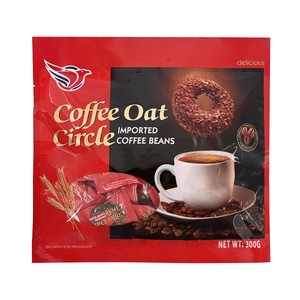 delicious
Coffee Oat
Circle
IMPORTED
COFFEE BEANS
NET WT: 300G